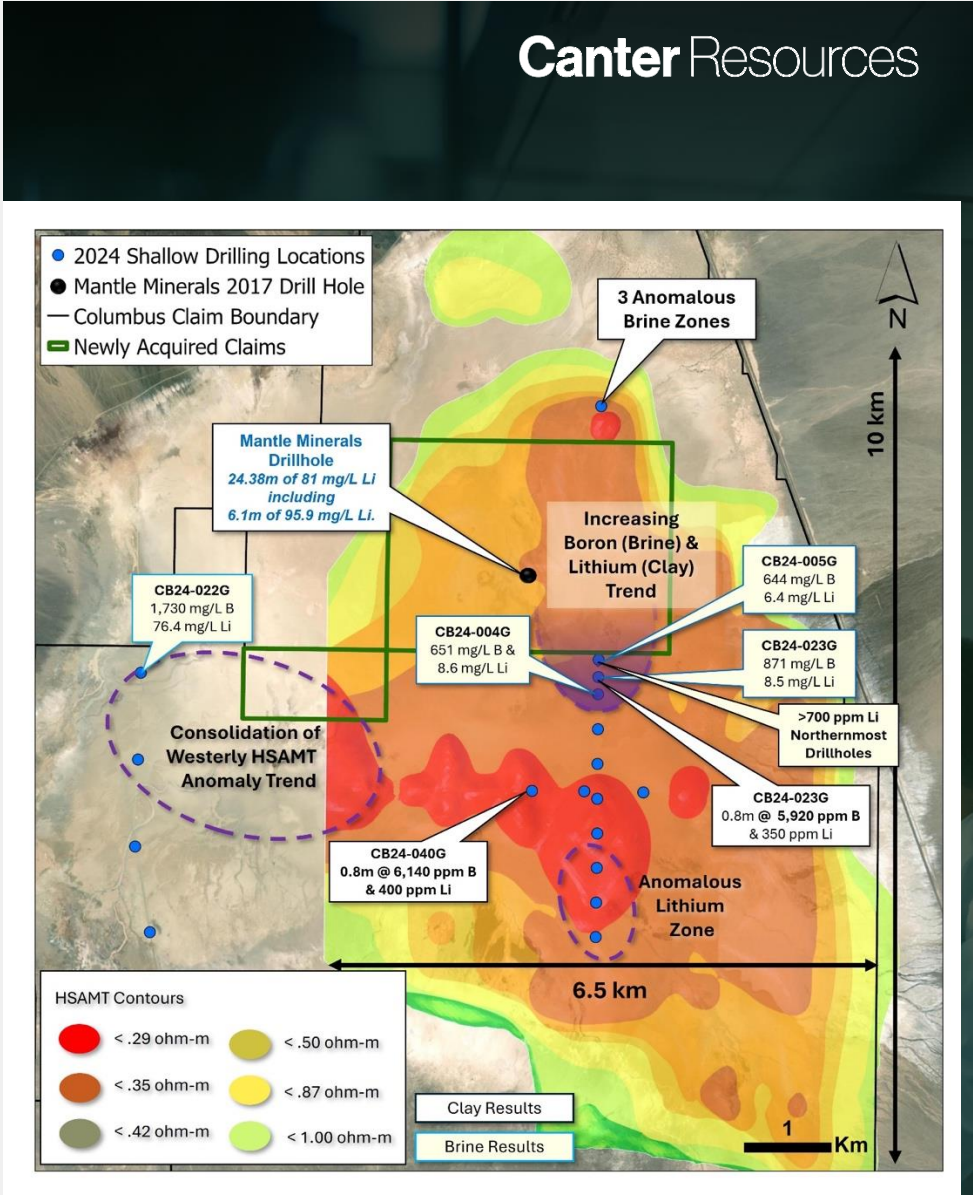 Canter Resources
2024 Shallow Drilling Locations
Mantle Minerals 2017 Drill Hole
Columbus Claim Boundary
Newly Acquired Claims
3 Anomalous
Brine Zones
N
10 km
Mantle Minerals
Drillhole
24.38m of 81 mg/L Li
including
6.1m of 95.9 mg/L Li.
Increasing
Boron (Brine) &
Lithium (Clay)
Trend
CB24-005G
644 mg/L B
6.4 mg/L Li
CB24-022G
1,730 mg/L B
76.4 mg/L Li
CB24-004G
651 mg/L B &
8.6 mg/L Li
CB24-023G
871 mg/L B
8.5 mg/L Li
>700 ppm Li
Northernmost
Drillholes
Consolidation of
Westerly HSAMT
Anomaly Trend
CB24-023G
0.8m @ 5,920 ppm B
& 350 ppm Li
CB24-040G
0.8m @ 6,140 ppm B
& 400 ppm Li
Anomalous
Lithium
Zone
6.5 km
HSAMT Contours
< .29 ohm-m
< .50 ohm-m
< .35 ohm-m
< .87 ohm-m
< .42 ohm-m
< 1.00 ohm-m
Clay Results
Brine Results
1
Km